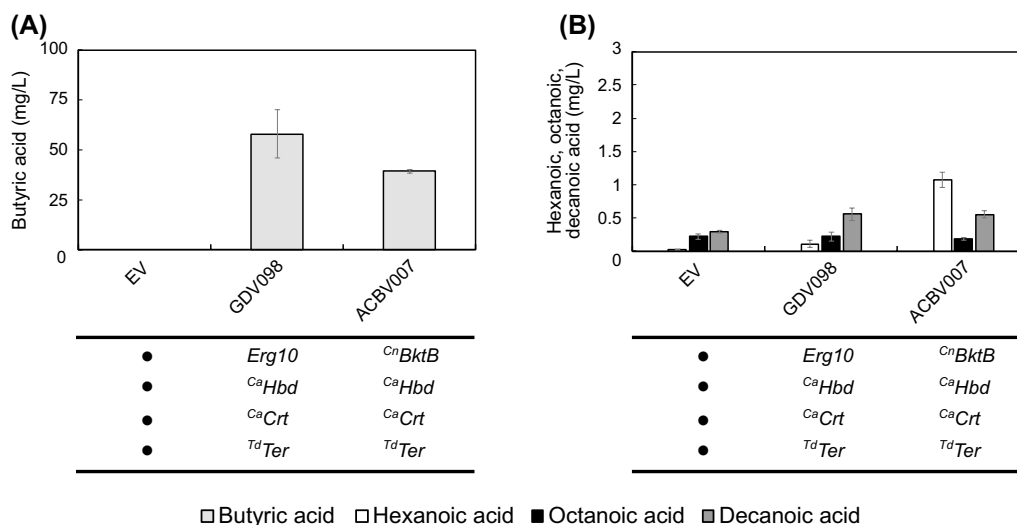 (A)
100
75
50
25
0
Butyric acid (mg/L)
EV
GDV098
ACBV007
● Erg10 CnBktB
● CaHbd CaHbd
● CaCrt CaCrt
● TdTer TdTer
(B)
3
2.5
2
1.5
1
0.5
0
Hexanoic, octanoic,
decanoic acid (mg/L)
EV
GDV098
ACBV007
● Erg10 CnBktB
● CaHbd CaHbd
● CaCrt CaCrt
● TdTer TdTer
Butyric acid Hexanoic acid Octanoic acid Decanoic acid